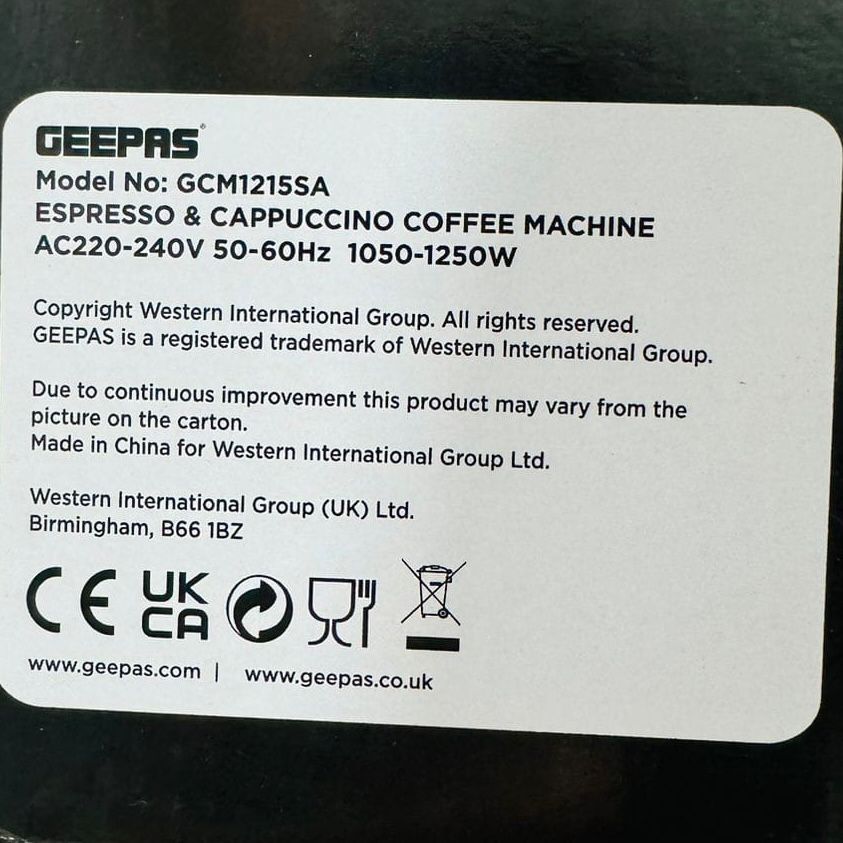 GEEPAS®
Model No: GCM1215SA
ESPRESSO & CAPPUCCINO COFFEE MACHINE
AC220-240V 50-60Hz 1050-1250W
Copyright Western International Group. All rights reserved.
GEEPAS is a registered trademark of Western International Group.
Due to continuous improvement this product may vary from the
picture on the carton.
Made in China for Western International Group Ltd.
Western International Group (UK) Ltd.
Birmingham, B66 1BZ
CE UK
CA
www.geepas.com | www.geepas.co.uk